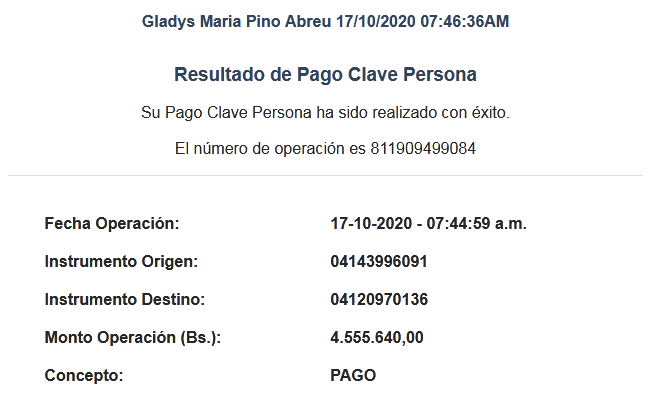 Gladys Maria Pino Abreu 17/10/2020 07:46:36AM
Resultado de Pago Clave Persona
Su Pago Clave Persona ha sido realizado con éxito.
El número de operación es 811909499084
Fecha Operación: 17-10-2020 - 07:44:59 a.m.
Instrumento Origen: 04143996091
Instrumento Destino: 04120970136
Monto Operación (Bs.): 4.555.640,00
Concepto: PAGO